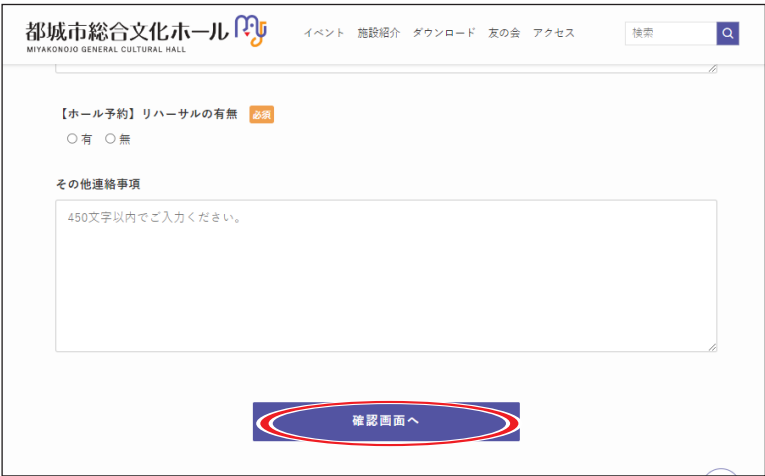 都城市総合文化ホール MJ
MIYAKONOJO GENERAL CULTURAL HALL
イベント 施設紹介 ダウンロード 友の会 アクセス
検索
【ホール予約】リハーサルの有無 必須
有 無
その他連絡事項
450文字以内でご入力ください。
確認画面へ